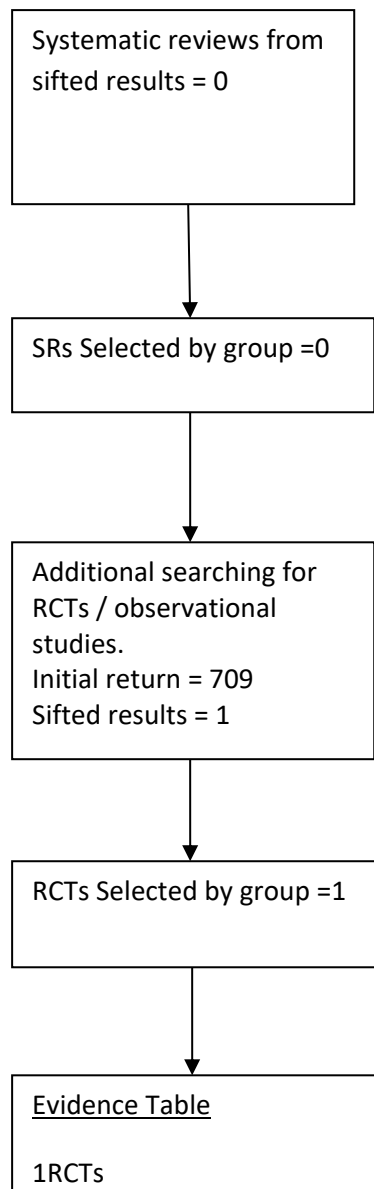 Systematic reviews from
sifted results = 0
SRs Selected by group =0
Additional searching for
RCTs / observational
studies.
Initial return = 709
Sifted results = 1
RCTs Selected by group =1
Evidence Table
1RCTs